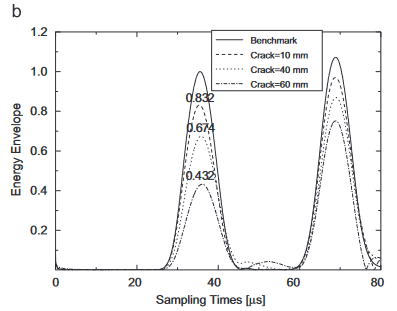 b
1.2
1.0
0.8
0.6
0.4
0.2
Energy Envelope
Benchmark
Crack=10 mm
Crack=40 mm
Crack=60 mm
0.832
0.674
0.432
0
20
40
60
80
Sampling Times [µs]